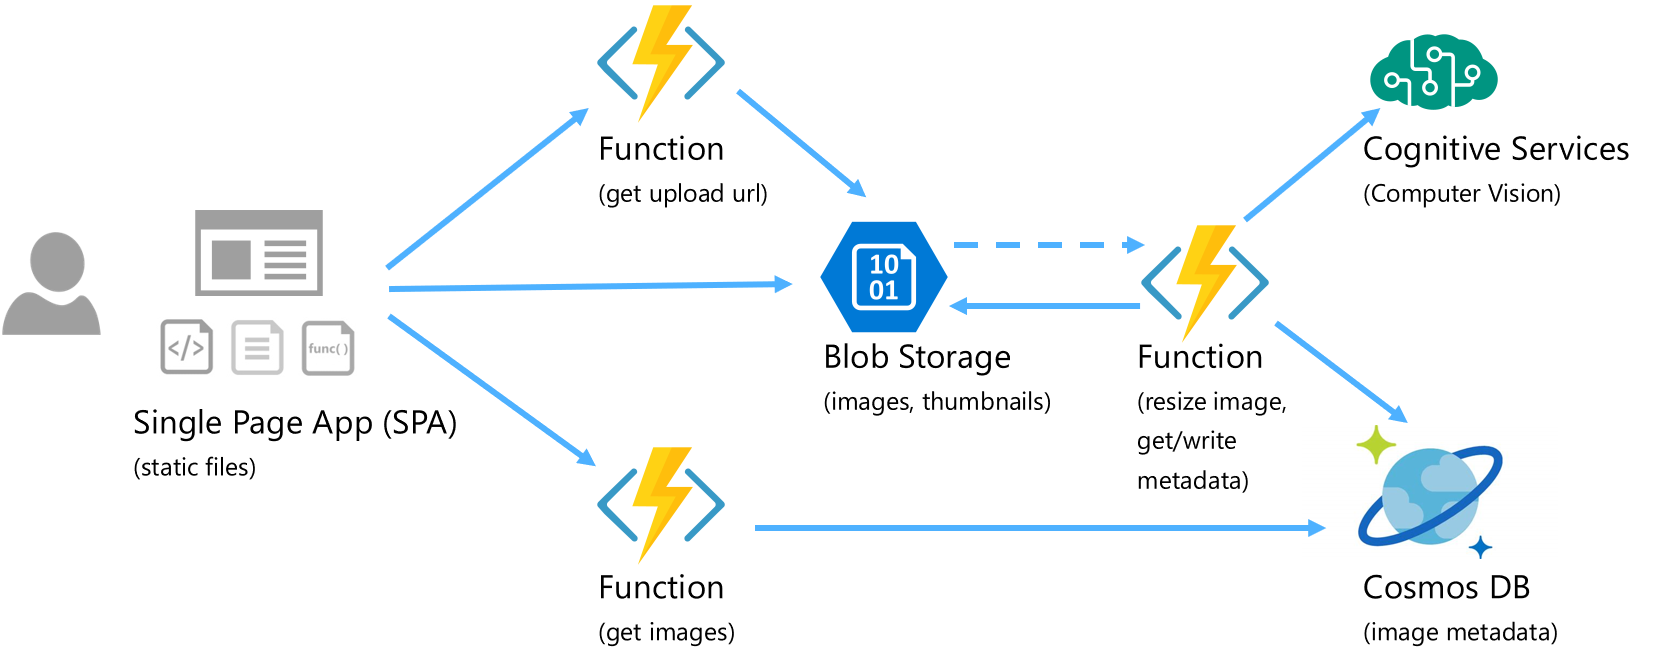 Function
(get upload url)
Cognitive Services
(Computer Vision)
10
01
</>
func()
Blob Storage
(images, thumbnails)
Function
(resize image,
get/write
metadata)
Single Page App (SPA)
(static files)
Function
(get images)
Cosmos DB
(image metadata)